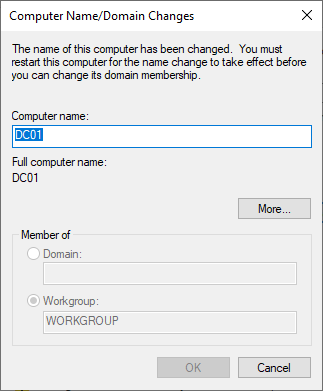 Computer Name/Domain Changes
The name of this computer has been changed.  You must
restart this computer for the name change to take effect before
you can change its domain membership.
Computer name:
DC01
Full computer name:
DC01
More...
Member of
Domain:
Workgroup:
WORKGROUP
OK
Cancel